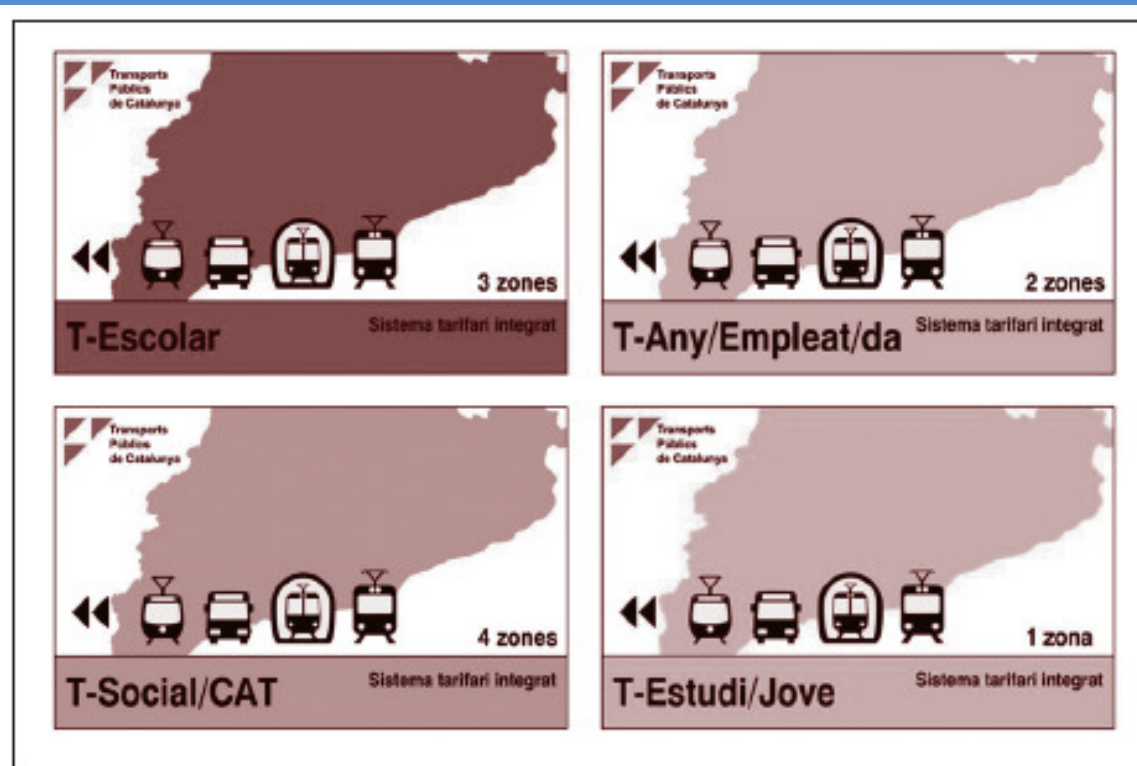 Transports
Públics
de Catalunya
3 zones
T-Escolar
Sistema tarifari integrat
Transports
Públics
de Catalunya
2 zones
T-Any/Empleat/da
Sistema tarifari integrat
Transports
Públics
de Catalunya
4 zones
T-Social/CAT
Sistema tarifari integrat
Transports
Públics
de Catalunya
1 zona
T-Estudi/Jove
Sistema tarifari integrat